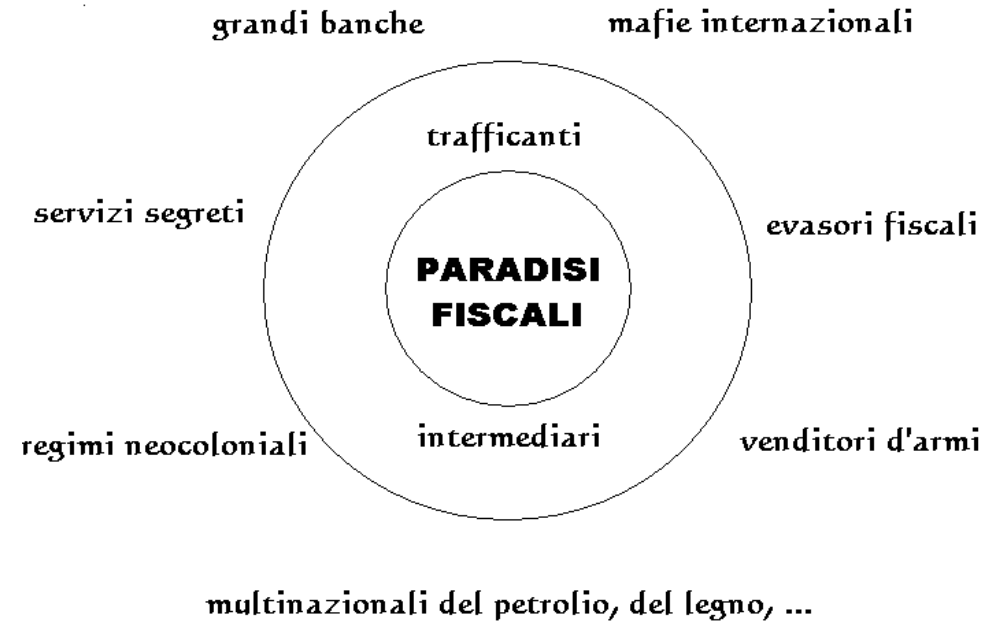 grandi banche
mafie internazionali
trafficanti
servizi segreti
evasori fiscali
PARADISI
FISCALI
intermediari
regimi neocoloniali
venditori d'armi
multinazionali del petrolio, del legno, ...